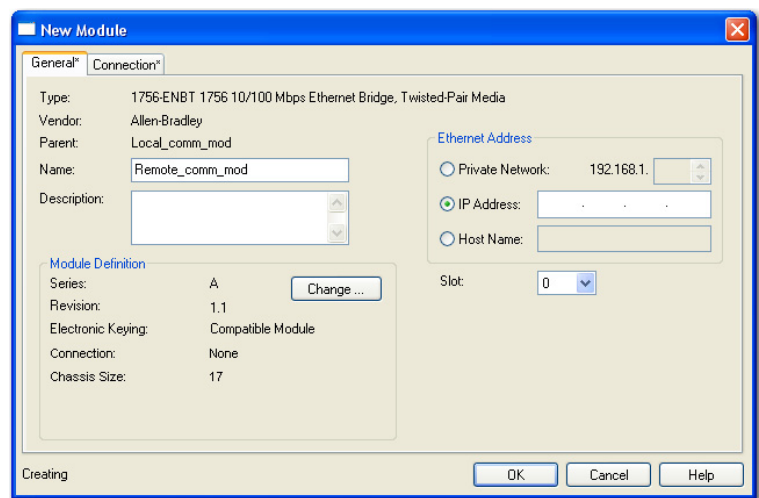 New Module
General* Connection*
Type: 1756-ENBT 1756 10/100 Mbps Ethernet Bridge, Twisted-Pair Media
Vendor: Allen-Bradley
Parent: Local_comm_mod
Name: Remote_comm_mod
Description:
Ethernet Address
Private Network: 192.168.1.
IP Address: . . .
Host Name:
Slot: 0
Module Definition
Series: A Change ...
Revision: 1.1
Electronic Keying: Compatible Module
Connection: None
Chassis Size: 17
Creating OK Cancel Help